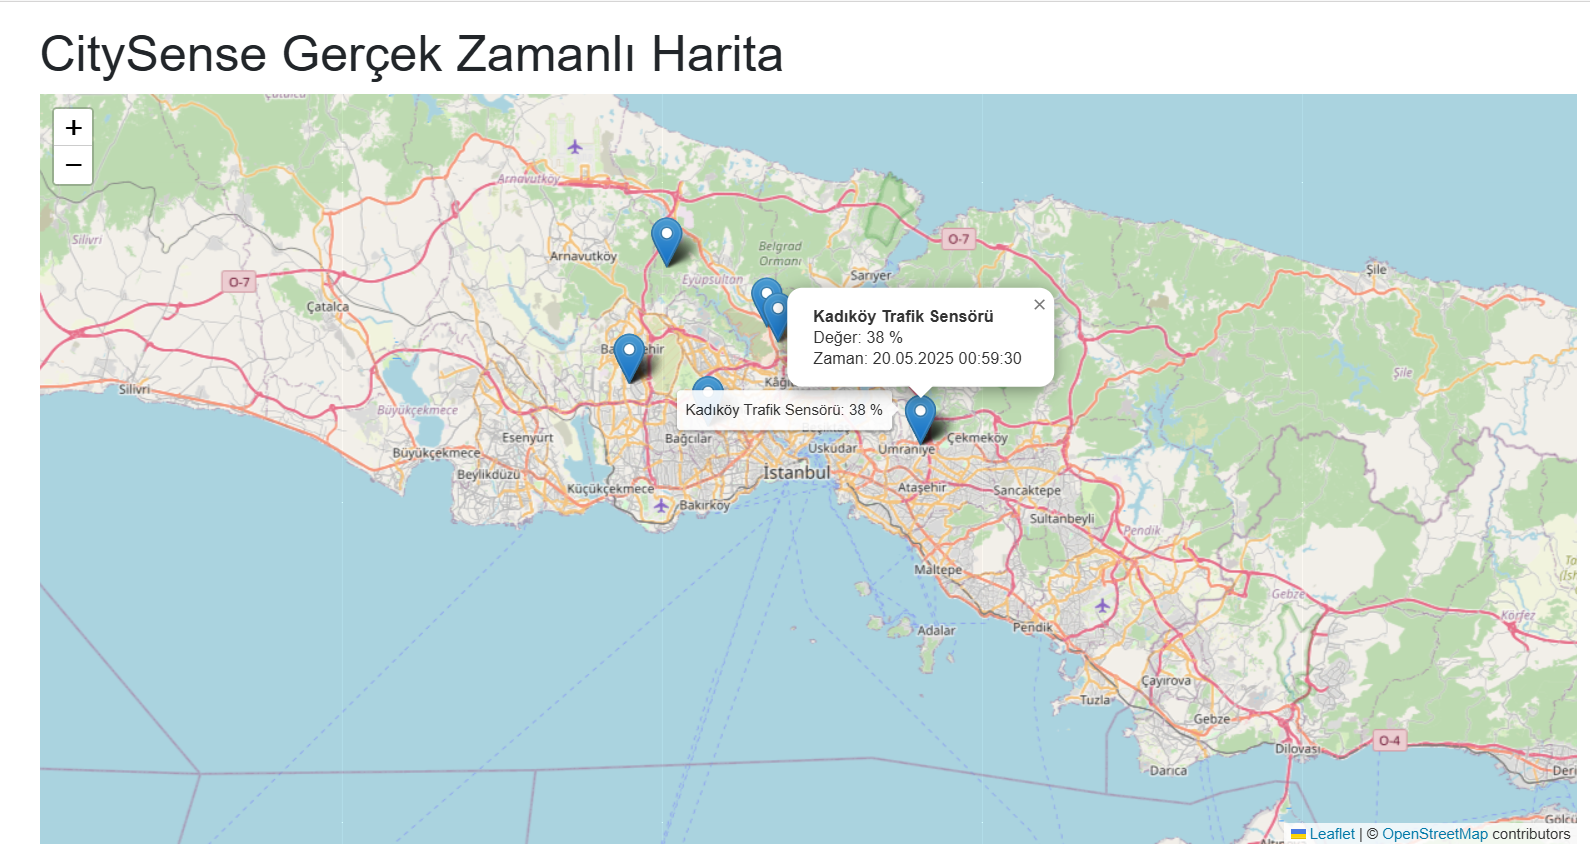 CitySense Gerçek Zamanlı Harita
+
−
Çatalca
Arnavutköy
Silivri
O-7
Belgrad
Ormanı
Arnavutköy
Sarıyer
Şile
Eyüpsultan
O-7
Çatalca
Kadıköy Trafik Sensörü
×
Değer: 38 %
Zaman: 20.05.2025 00:59:30
Şile
Silivri
Büyükçekmece
Kadıköy Trafik Sensörü: 38 %
Esenyurt
Bağcılar
Çekmeköy
Büyükçekmece
Üsküdar
Ümraniye
Beylikdüzü
İstanbul
Küçükçekmece
Ataşehir
Sancaktepe
Bakırköy
Sultanbeyli
Pendik
Maltepe
Gebze
Körfez
Adalar
Pendik
Çayırova
Tuzla
Gebze
O-4
Dilovası
Darıca
Leaflet | © OpenStreetMap contributors